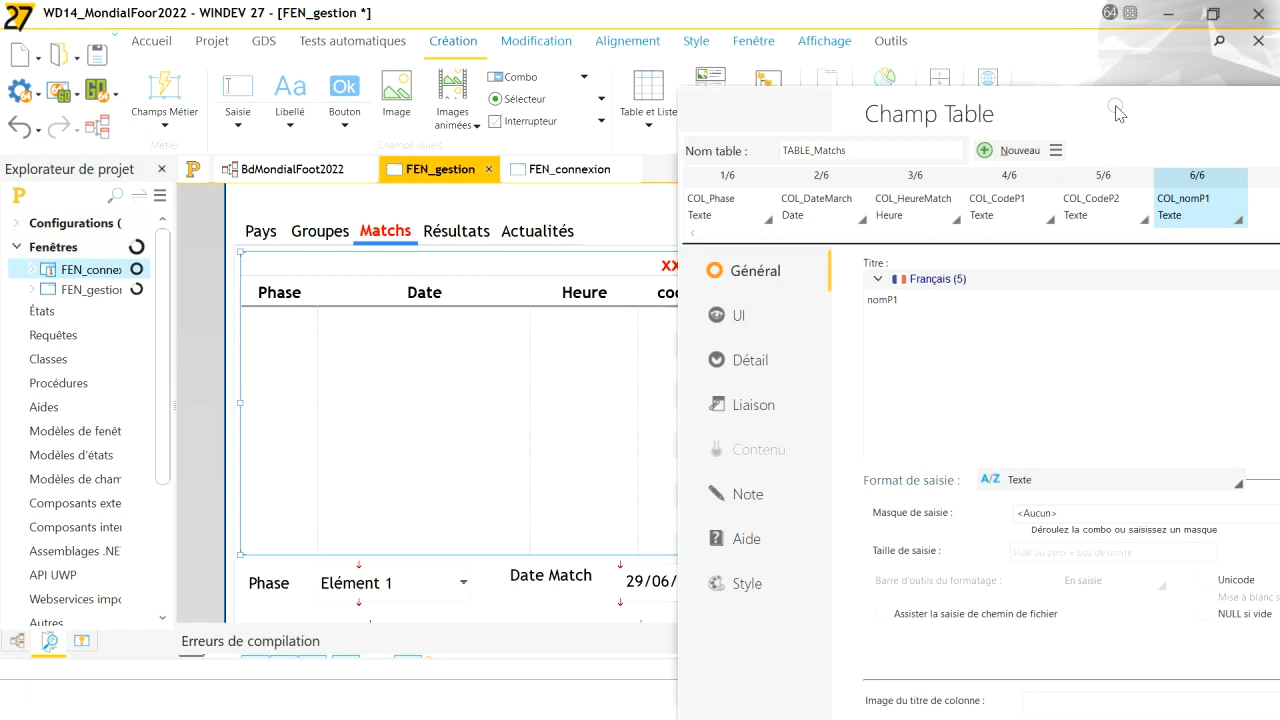 27 WD14_MondialFoor2022 - WINDEV 27 - [FEN_gestion *]
64
Accueil Projet GDS Tests automatiques Création Modification Alignement Style Fenêtre Affichage Outils
Champs Métier
Saisie
Libellé
Bouton
Image
Images animées
Combo
Sélecteur
Interrupteur
Table et Liste
Aa
Ok
GO
Métier
Champs usuels
Explorateur de projet
BdMondialFoot2022
FEN_gestion
FEN_connexion
Configurations (
Fenêtres
FEN_connex
FEN_gestion
États
Requêtes
Classes
Procédures
Aides
Modèles de fenêt
Modèles d'états
Modèles de cham
Composants exte
Composants inter
Assemblages .NE
API UWP
Webservices impo
Autres
Pays Groupes Matchs Résultats Actualités
XX
Phase Date Heure coc
Phase Elément 1 Date Match 29/06/
Erreurs de compilation
Champ Table
Nom table : TABLE_Matchs Nouveau
1/6 2/6 3/6 4/6 5/6 6/6
COL_Phase COL_DateMarch COL_HeureMatch COL_CodeP1 COL_CodeP2 COL_nomP1
Texte Date Heure Texte Texte Texte
Général
UI
Détail
Liaison
Contenu
Note
Aide
Style
Titre :
Français (5)
nomP1
Format de saisie : A/Z Texte
Masque de saisie : <Aucun>
Déroulez la combo ou saisissez un masque
Taille de saisie : Vide ou zéro = pas de limite
Barre d'outils du formatage : En saisie Unicode
Mise à blanc s
Assister la saisie de chemin de fichier NULL si vide
Image du titre de colonne :